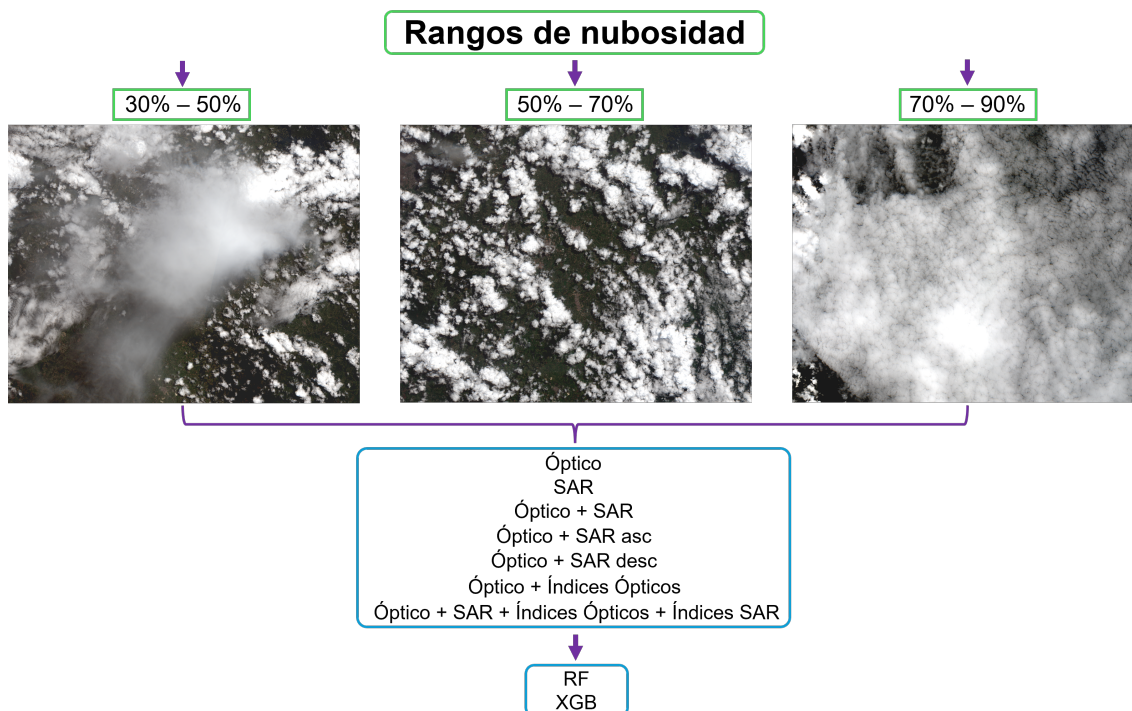 Rangos de nubosidad
30% – 50%
50% – 70%
70% – 90%
Óptico
SAR
Óptico + SAR
Óptico + SAR asc
Óptico + SAR desc
Óptico + Índices Ópticos
Óptico + SAR + Índices Ópticos + Índices SAR
RF
XGB